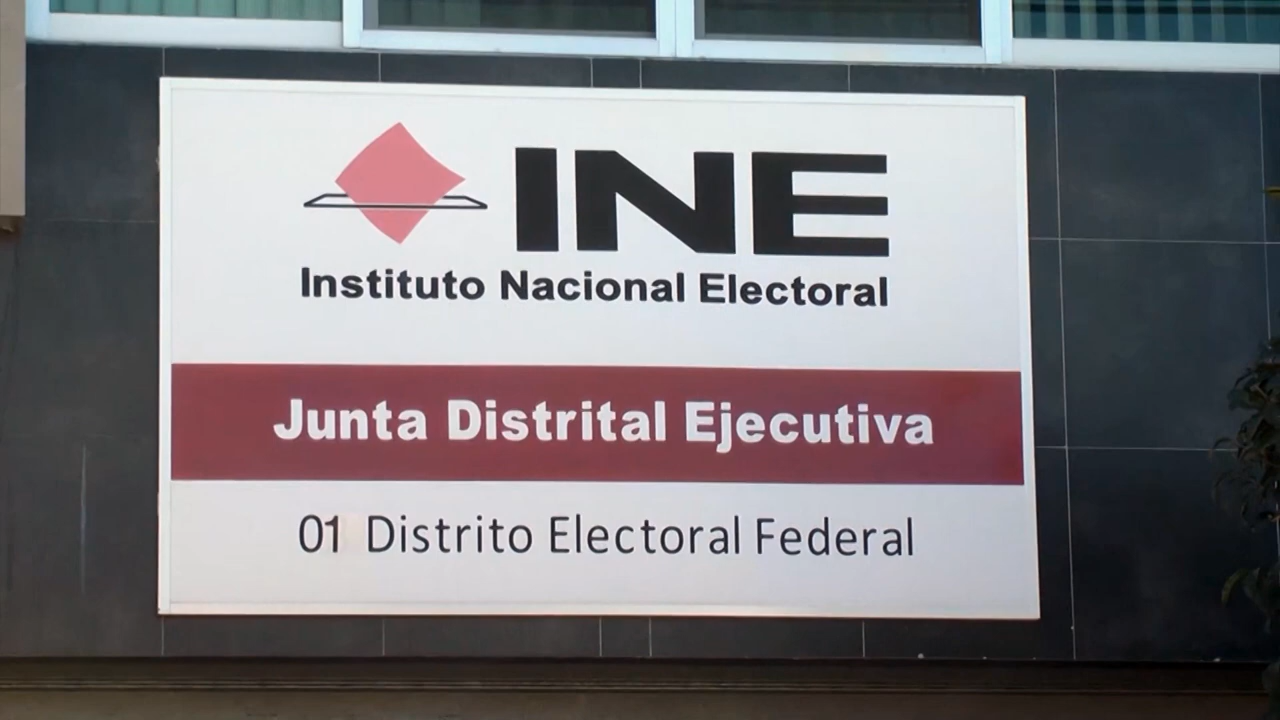 INE
Instituto Nacional Electoral
Junta Distrital Ejecutiva
01 Distrito Electoral Federal